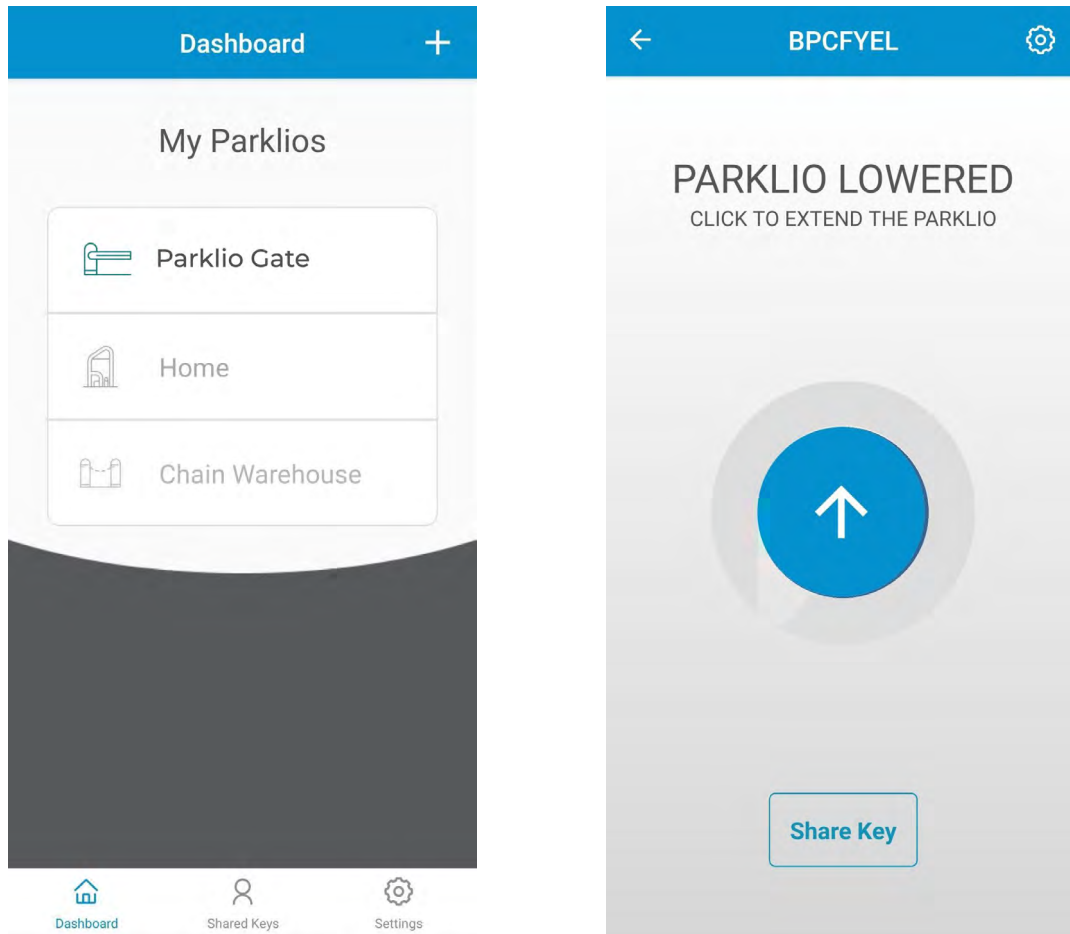 Dashboard
My Parklios
Parklio Gate
Home
Chain Warehouse
Dashboard
Shared Keys
Settings
BPCFYEL
PARKLIO LOWERED
CLICK TO EXTEND THE PARKLIO
Share Key